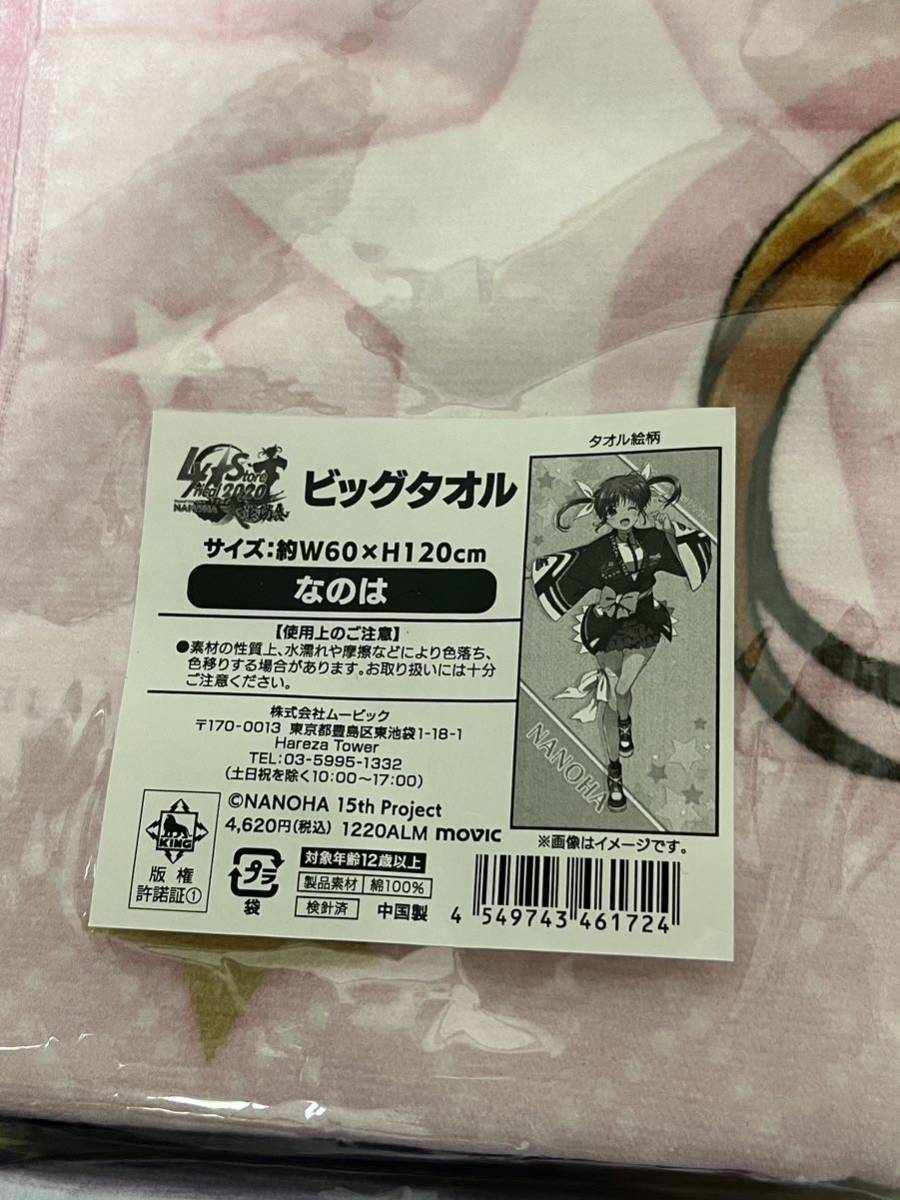 Lyrical
Store
2020
NANOHA
ビッグタオル
サイズ:約W60×H120cm
なのは
【使用上のご注意】
●素材の性質上、水濡れや摩擦などにより色落ち、
色移りする場合があります。お取り扱いには十分
ご注意ください。
株式会社ムービック
〒170-0013 東京都豊島区東池袋1-18-1
Hareza Tower
TEL:03-5995-1332
(土日祝を除く10:00〜17:00)
©NANOHA 15th Project
4,620円(税込) 1220ALM movic
KING
版権
許諾証①
プラ
袋
対象年齢12歳以上
製品素材 綿100%
検針済 中国製
タオル絵柄
NANOHA
※画像はイメージです。
4 549743 461724